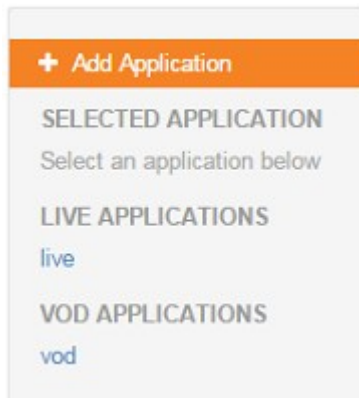 + Add Application
SELECTED APPLICATION
Select an application below
LIVE APPLICATIONS
live
VOD APPLICATIONS
vod